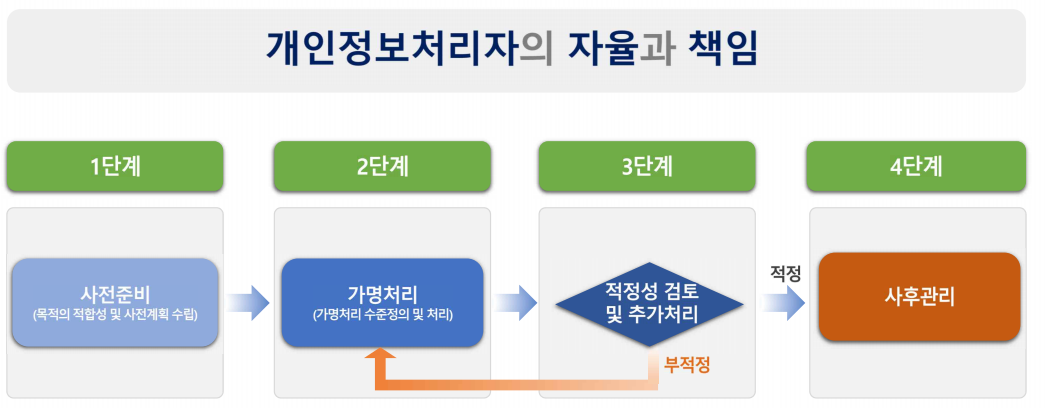 개인정보처리자의 자율과 책임
1단계
2단계
3단계
4단계
사전준비
(목적의 적합성 및 사전계획 수립)
가명처리
(가명처리 수준정의 및 처리)
적정성 검토
및 추가처리
적정
사후관리
부적정